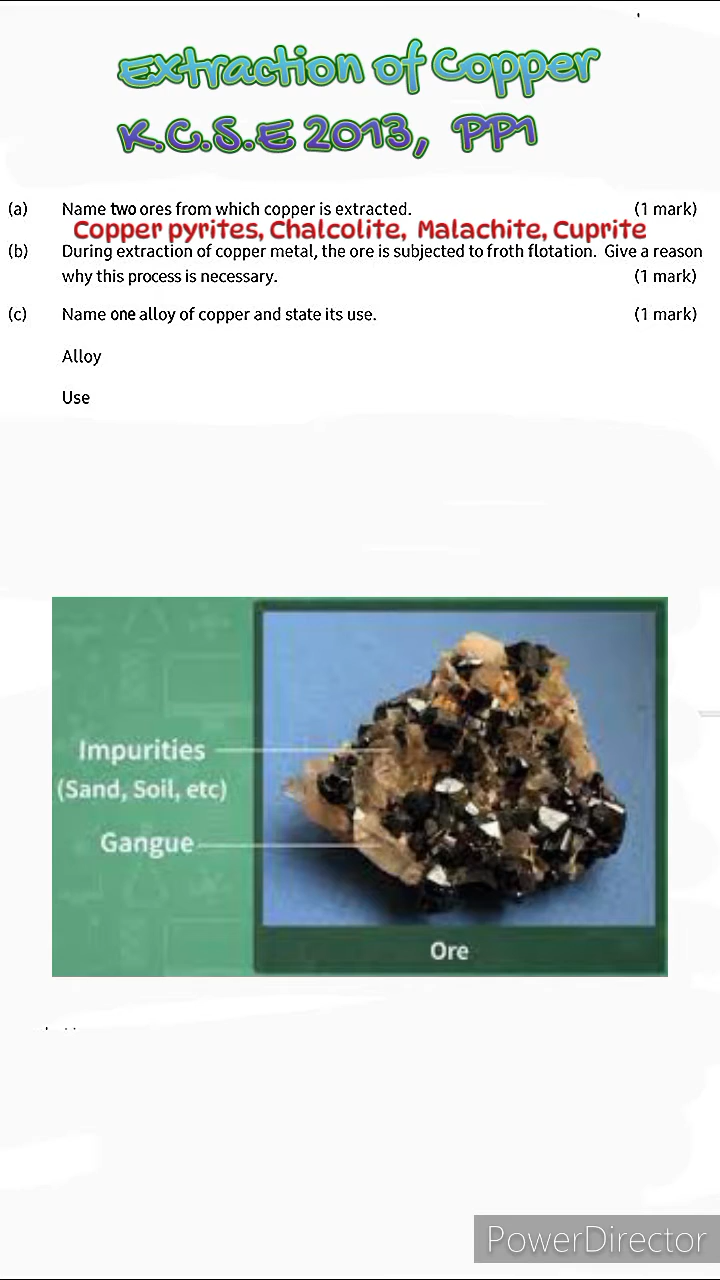 Extraction of Copper
K.C.S.E 2013, PP1
(a) Name two ores from which copper is extracted. (1 mark)
Copper pyrites, Chalcolite, Malachite, Cuprite
(b) During extraction of copper metal, the ore is subjected to froth flotation. Give a reason
why this process is necessary. (1 mark)
(c) Name one alloy of copper and state its use. (1 mark)
Alloy
Use
Impurities
(Sand, Soil, etc)
Gangue
Ore
PowerDirector